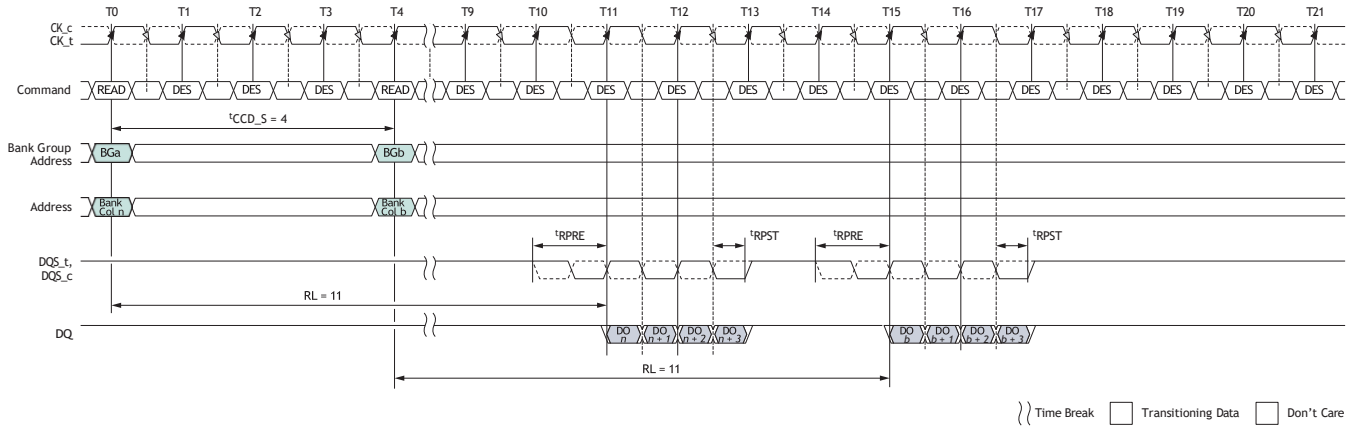 T0 T1 T2 T3 T4 T9 T10 T11 T12 T13 T14 T15 T16 T17 T18 T19 T20 T21
CK_c
CK_t
Command READ DES DES DES READ DES DES DES DES DES DES DES DES DES DES DES DES DES
tCCD_S = 4
Bank Group
Address BGa BGb
Address Bank
Col n Bank
Col b
tRPRE tRPST tRPRE tRPST
DQS_t,
DQS_c
RL = 11
DQ DO
n DO
n + 1 DO
n + 2 DO
n + 3 DO
b DO
b + 1 DO
b + 2 DO
b + 3
RL = 11
Time Break Transitioning Data Don't Care